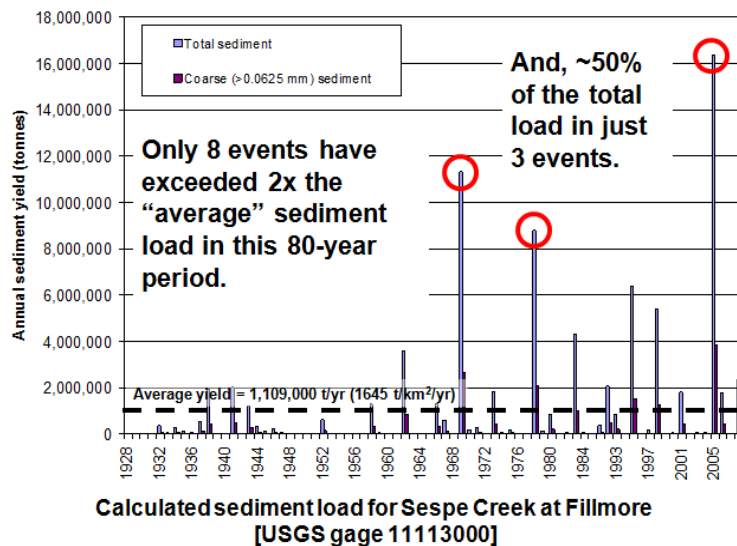 18,000,000
16,000,000
14,000,000
12,000,000
10,000,000
8,000,000
6,000,000
4,000,000
2,000,000
0
Annual sediment yield (tonnes)
Total sediment
Coarse (>0.0625 mm) sediment
And, ~50%
of the total
load in just
3 events.
Only 8 events have
exceeded 2x the
“average” sediment
load in this 80-year
period.
Average yield = 1,109,000 t/yr (1645 t/km²/yr)
1928 1932 1936 1940 1944 1948 1952 1956 1960 1964 1968 1972 1976 1980 1989 1993 1997 2001 2005
Calculated sediment load for Sespe Creek at Fillmore
[USGS gage 11113000]